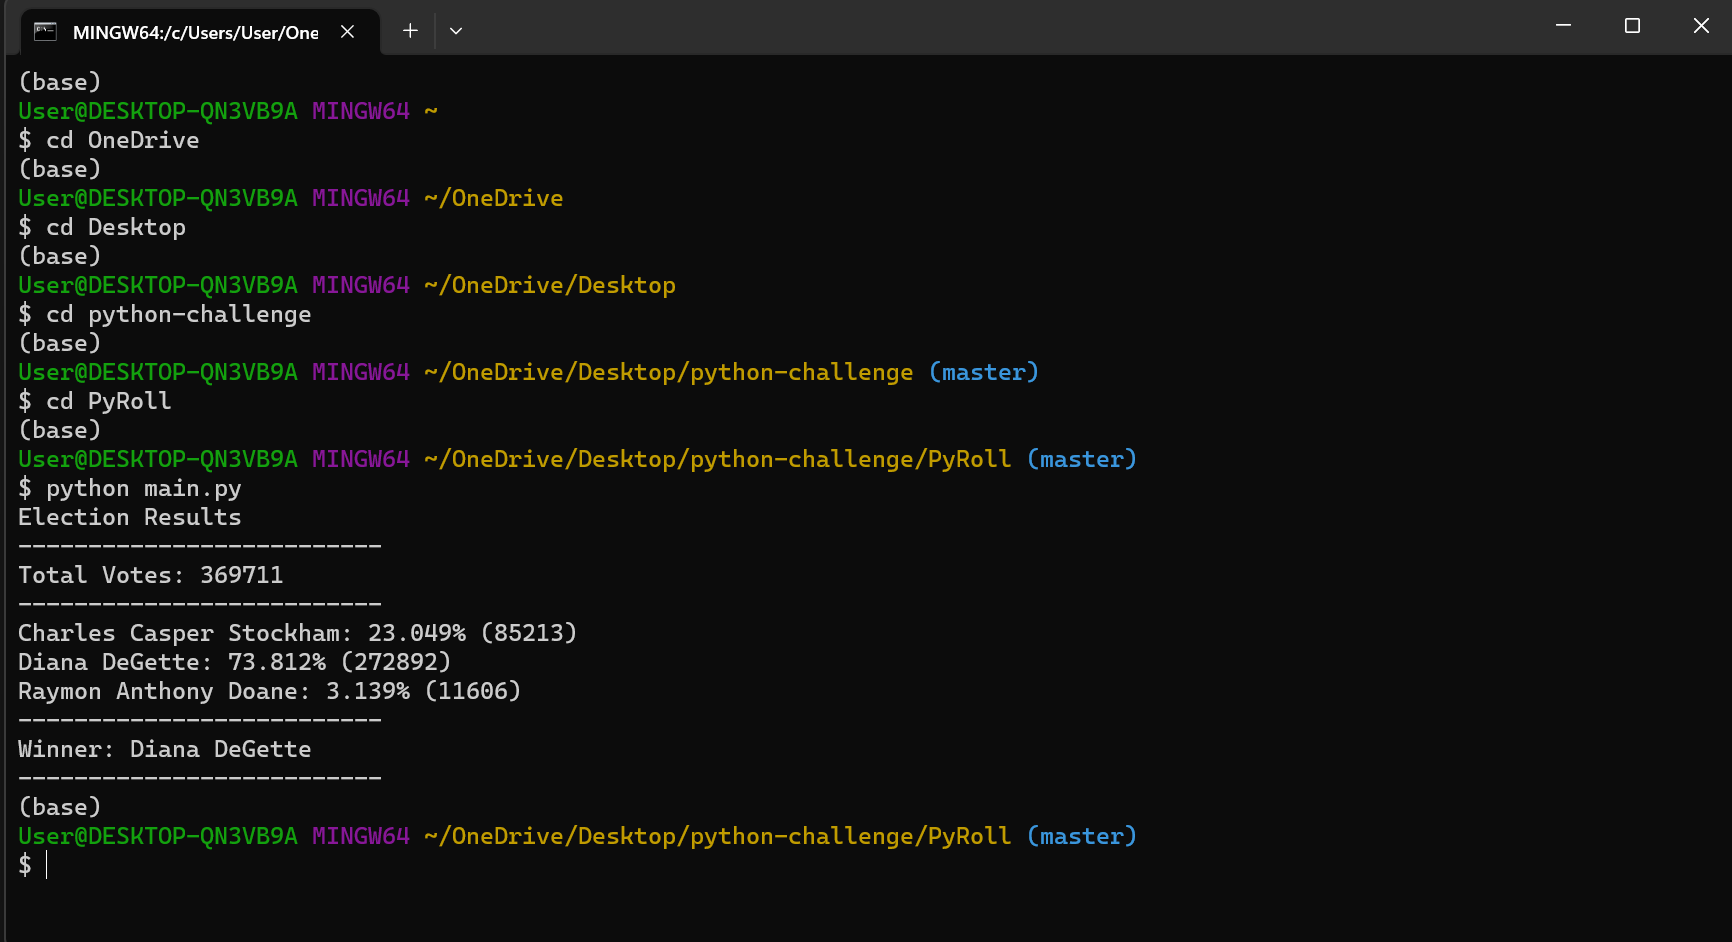 MINGW64:/c/Users/User/One
(base)
User@DESKTOP-QN3VB9A MINGW64 ~
$ cd OneDrive
(base)
User@DESKTOP-QN3VB9A MINGW64 ~/OneDrive
$ cd Desktop
(base)
User@DESKTOP-QN3VB9A MINGW64 ~/OneDrive/Desktop
$ cd python-challenge
(base)
User@DESKTOP-QN3VB9A MINGW64 ~/OneDrive/Desktop/python-challenge (master)
$ cd PyRoll
(base)
User@DESKTOP-QN3VB9A MINGW64 ~/OneDrive/Desktop/python-challenge/PyRoll (master)
$ python main.py
Election Results
--------------------------
Total Votes: 369711
--------------------------
Charles Casper Stockham: 23.049% (85213)
Diana DeGette: 73.812% (272892)
Raymon Anthony Doane: 3.139% (11606)
--------------------------
Winner: Diana DeGette
--------------------------
(base)
User@DESKTOP-QN3VB9A MINGW64 ~/OneDrive/Desktop/python-challenge/PyRoll (master)
$